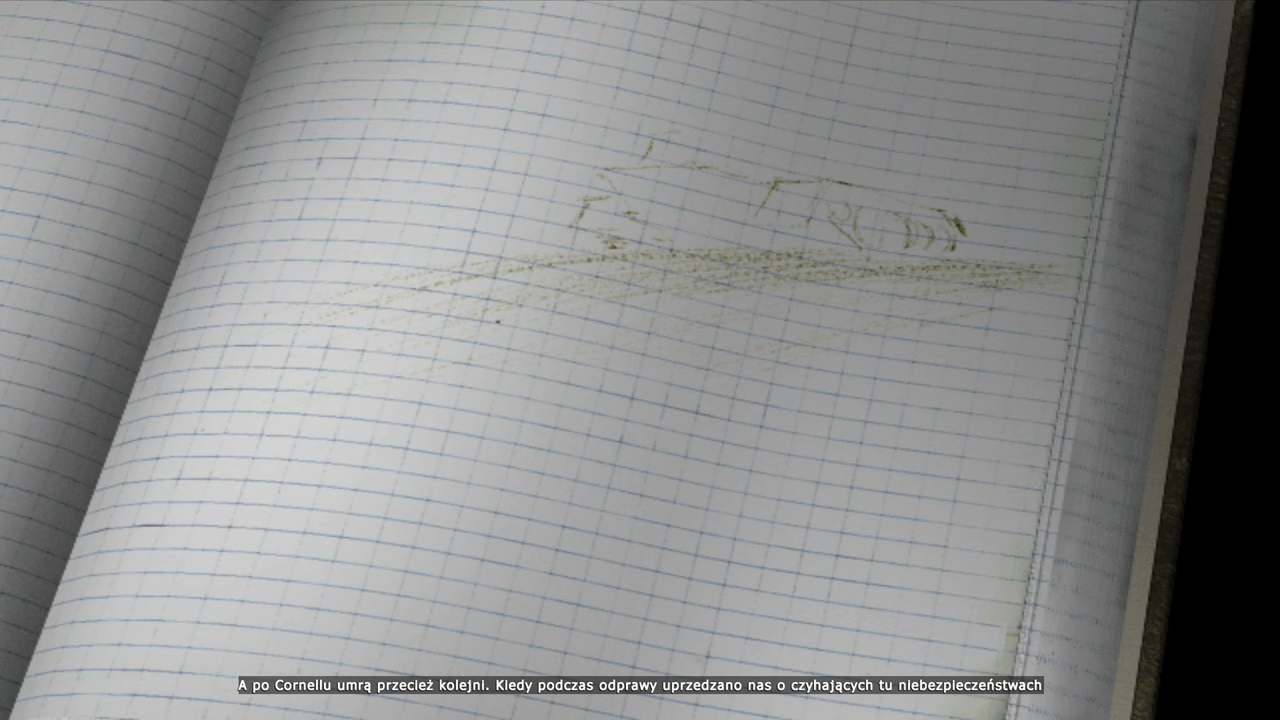 A po Cornellu umrą przecież kolejni. Kiedy podczas odprawy uprzedzano nas o czyhających tu niebezpieczeństwach